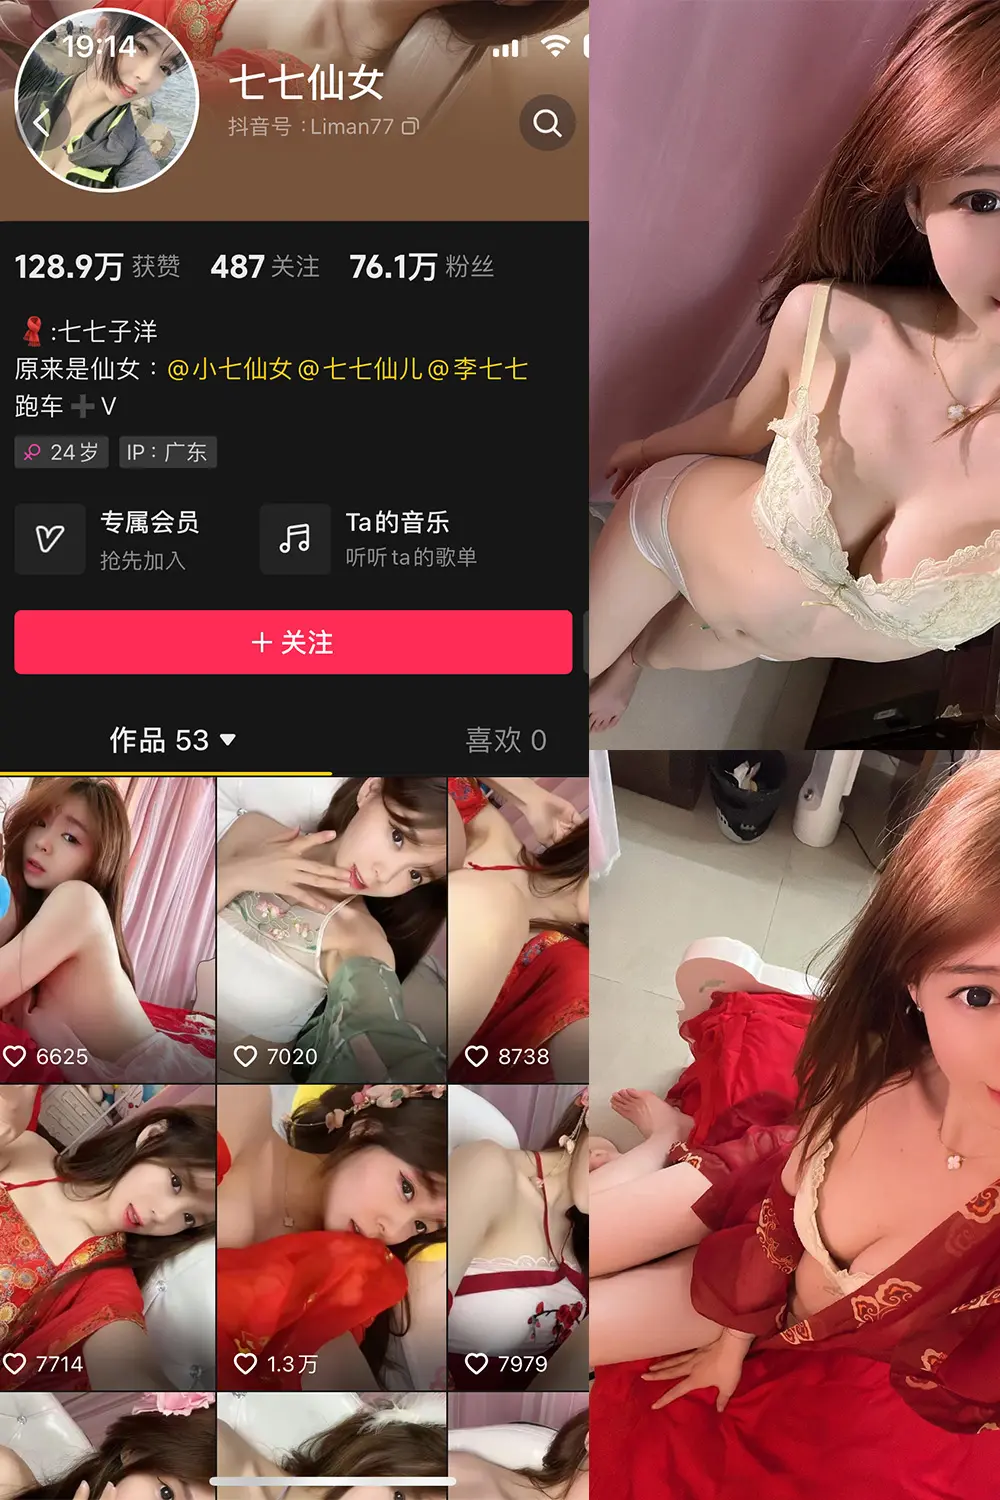 19:14
七七仙女
抖音号：Liman77
128.9万 获赞 487 关注 76.1万 粉丝
:七七子洋
原来是仙女：@小七仙女@七七仙儿@李七七
跑车➕V
24岁 IP：广东
专属会员 Ta的音乐
抢先加入 听听ta的歌单
＋关注
作品 53 喜欢 0
6625 7020 8738
7714 1.3万 7979